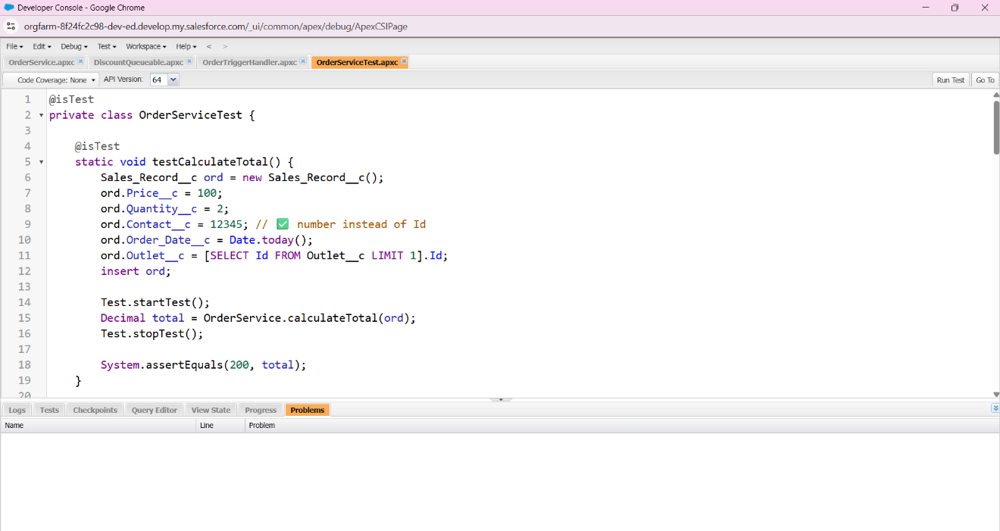 Developer Console - Google Chrome
orgfarm-8f24fc2c98-dev-ed.develop.my.salesforce.com/_ui/common/apex/debug/ApexCSIPage
File Edit Debug Test Workspace Help < >
OrderService.apxc DiscountQueueable.apxc OrderTriggerHandler.apxc OrderServiceTest.apxc
Code Coverage: None API Version: 64 Run Test Go To
1 @isTest
2 private class OrderServiceTest {
3
4 @isTest
5 static void testCalculateTotal() {
6 Sales_Record__c ord = new Sales_Record__c();
7 ord.Price__c = 100;
8 ord.Quantity__c = 2;
9 ord.Contact__c = 12345; // ✅ number instead of Id
10 ord.Order_Date__c = Date.today();
11 ord.Outlet__c = [SELECT Id FROM Outlet__c LIMIT 1].Id;
12 insert ord;
13
14 Test.startTest();
15 Decimal total = OrderService.calculateTotal(ord);
16 Test.stopTest();
17
18 System.assertEquals(200, total);
19 }
20
Logs Tests Checkpoints Query Editor View State Progress Problems
Name Line Problem